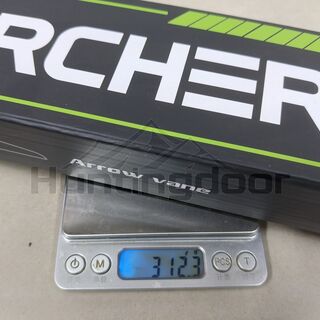 RCHER
Arrow vane
Huntingdoor
312.3
M
PCS
T